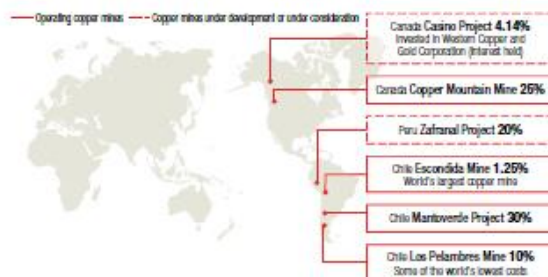 Operating copper mines
Copper mines under development or under consideration
Canada Casino Project 4.14%
Invested in Western Copper and
Gold Corporation (Interest held)
Canada Copper Mountain Mine 25%
Peru Zafranal Project 20%
Chile Escondida Mine 1.25%
World's largest copper mine
Chile Mantoverde Project 30%
Chile Los Pelambres Mine 10%
Some of the world's lowest costs